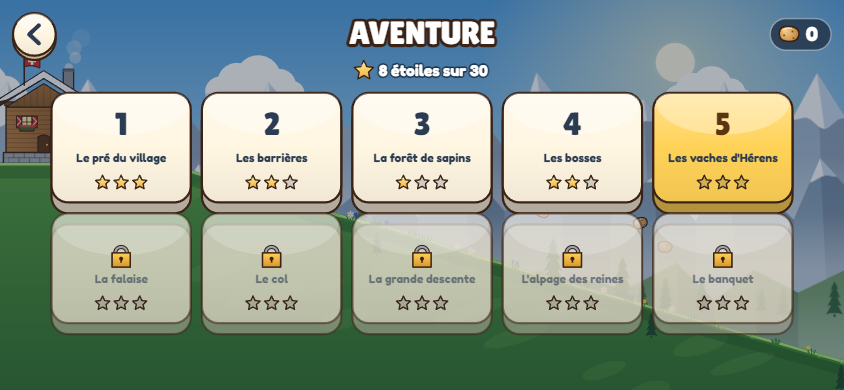 AVENTURE
0
8 étoiles sur 30
1
Le pré du village
2
Les barrières
3
La forêt de sapins
4
Les bosses
5
Les vaches d'Hérens
La falaise
Le col
La grande descente
L'alpage des reines
Le banquet